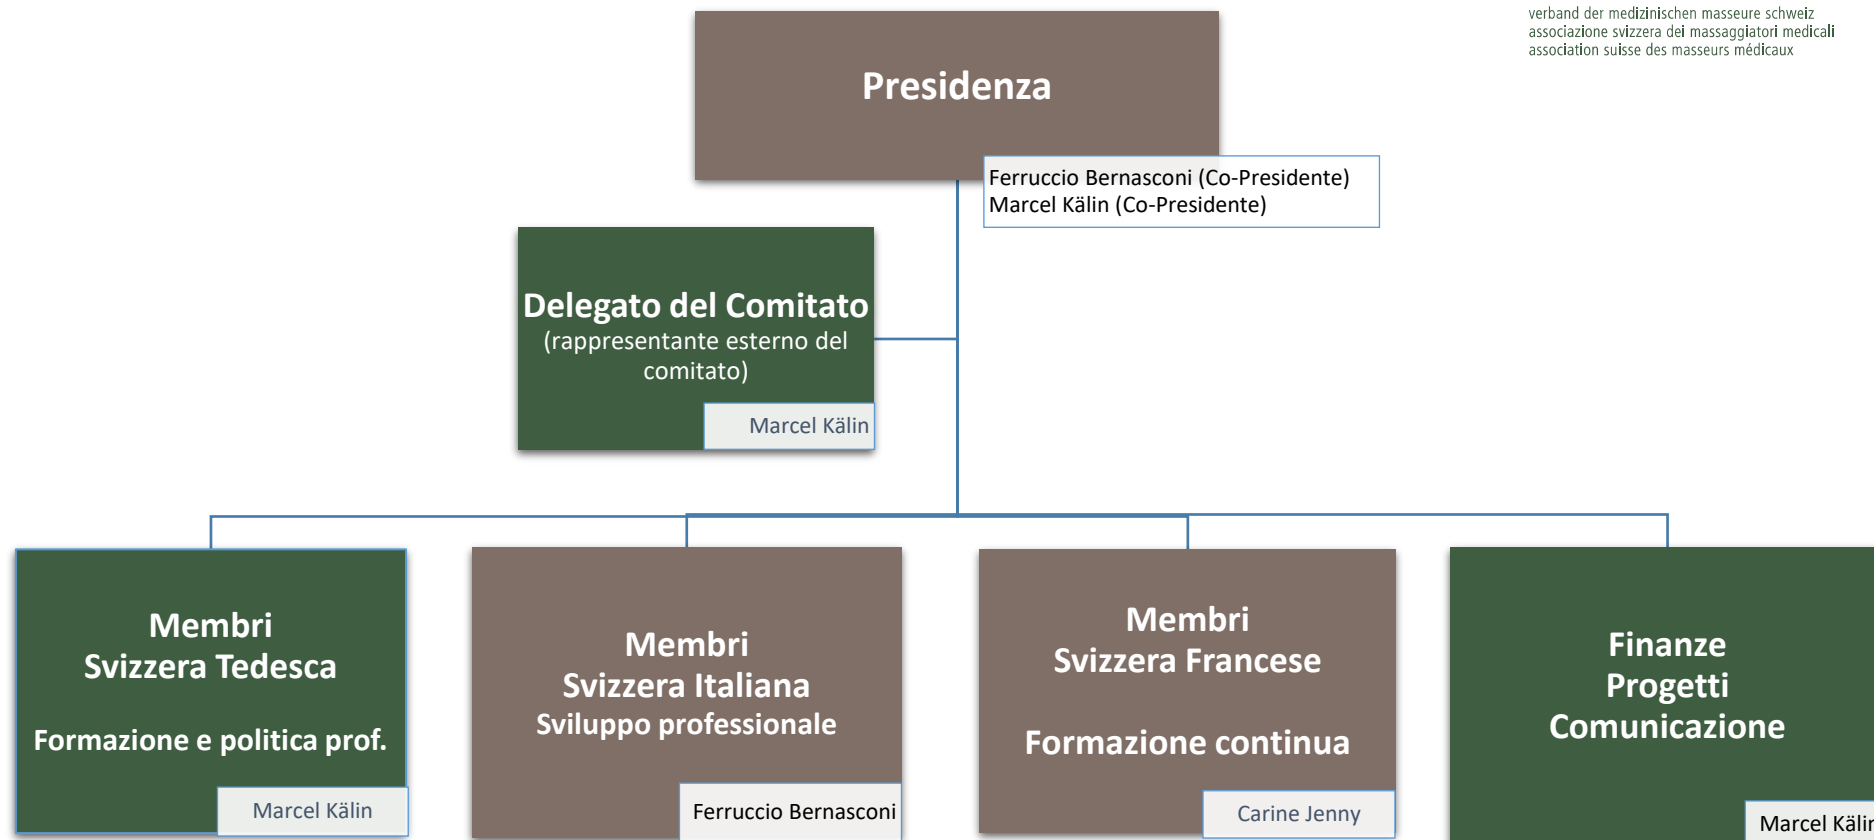 verband der medizinischen masseure schweiz
associazione svizzera dei massaggiatori medicali
association suisse des masseurs médicaux
Presidenza
Ferruccio Bernasconi (Co-Presidente)
Marcel Kälin (Co-Presidente)
Delegato del Comitato
(rappresentante esterno del
comitato)
Marcel Kälin
Membri
Svizzera Tedesca
Formazione e politica prof.
Marcel Kälin
Membri
Svizzera Italiana
Sviluppo professionale
Ferruccio Bernasconi
Membri
Svizzera Francese
Formazione continua
Carine Jenny
Finanze
Progetti
Comunicazione
Marcel Kälin